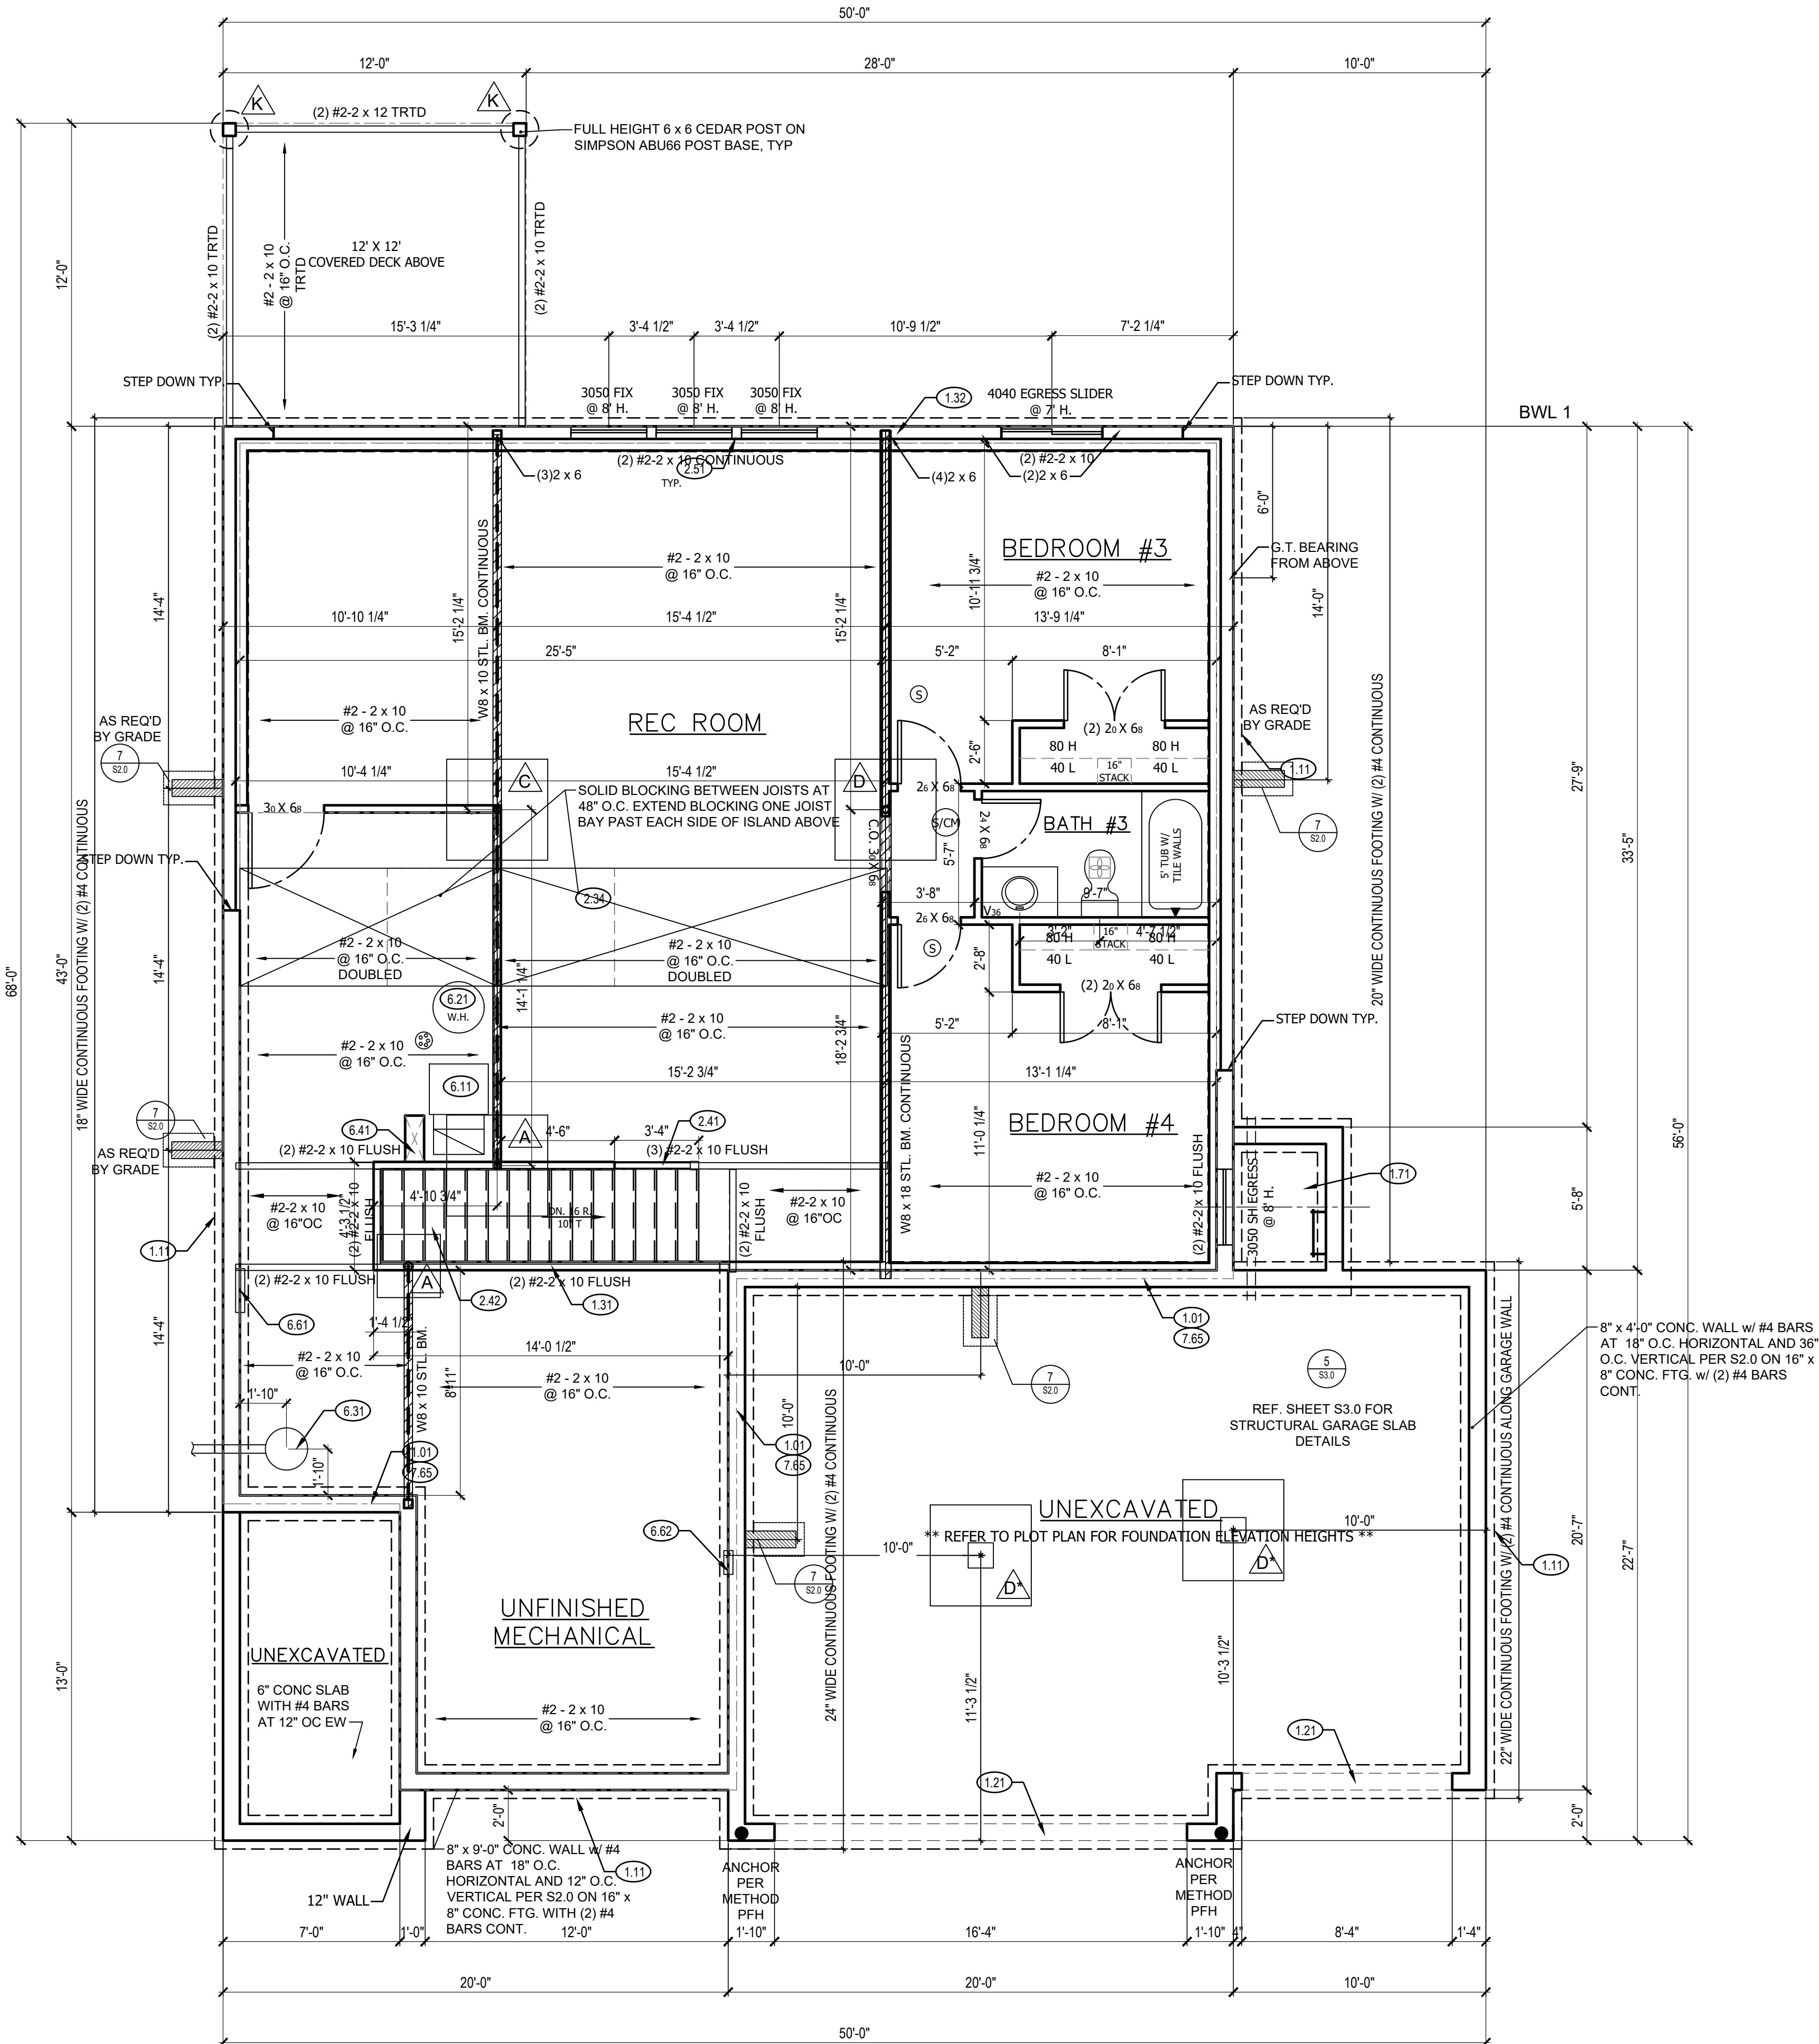 50'-0"
12'-0"
28'-0"
10'-0"
K
K
(2) #2-2 x 12 TRTD
FULL HEIGHT 6 x 6 CEDAR POST ON
SIMPSON ABU66 POST BASE, TYP
(2) #2-2 x 10 TRTD
#2 - 2 x 10
@ 16" O.C.
TRTD
12' X 12'
COVERED DECK ABOVE
(2) #2-2 x 10 TRTD
12'-0"
15'-3 1/4"
3'-4 1/2"
3'-4 1/2"
10'-9 1/2"
7'-2 1/4"
STEP DOWN TYP.
3050 FIX
@ 8' H.
3050 FIX
@ 8' H.
3050 FIX
@ 8' H.
1.32
4040 EGRESS SLIDER
@ 7' H.
STEP DOWN TYP.
BWL 1
(3)2 x 6
(2) #2-2 x 10 CONTINUOUS
2.51
TYP.
(4)2 x 6
(2) #2-2 x 10
(2)2 x 6
6'-0"
G.T. BEARING
FROM ABOVE
BEDROOM #3
#2 - 2 x 10
@ 16" O.C.
#2 - 2 x 10
@ 16" O.C.
10'-11 3/4"
14'-0"
14'-4"
10'-10 1/4"
15'-2 1/4"
W8 x 10 STL. BM. CONTINUOUS
15'-4 1/2"
15'-2 1/4"
13'-9 1/4"
25'-5"
5'-2"
8'-1"
S
#2 - 2 x 10
@ 16" O.C.
REC ROOM
AS REQ'D
BY GRADE
7
S2.0
(2) 20 X 68
80 H
80 H
40 L
40 L
16"
STACK
2'-6"
AS REQ'D
BY GRADE
1.11
7
S2.0
27'-9"
33'-5"
10'-4 1/4"
15'-4 1/2"
C
D
SOLID BLOCKING BETWEEN JOISTS AT
48" O.C. EXTEND BLOCKING ONE JOIST
BAY PAST EACH SIDE OF ISLAND ABOVE
30 X 68
26 X 68
24 X 68
BATH #3
S/CM
C.O. 30 X 68
5'-7"
5' TUB W/
TILE WALLS
STEP DOWN TYP.
2.34
3'-8"
9'-7"
26 X 68
V36
S
3'-2"
4'-7 1/2"
80 H
80 H
40 L
40 L
16"
STACK
2'-8"
(2) 20 X 68
#2 - 2 x 10
@ 16" O.C.
DOUBLED
#2 - 2 x 10
@ 16" O.C.
DOUBLED
18" WIDE CONTINUOUS FOOTING W/ (2) #4 CONTINUOUS
20" WIDE CONTINUOUS FOOTING W/ (2) #4 CONTINUOUS
68'-0"
43'-0"
14'-4"
6.21
W.H.
14'-1 1/4"
#2 - 2 x 10
@ 16" O.C.
#2 - 2 x 10
@ 16" O.C.
18'-2 3/4"
5'-2"
8'-1"
STEP DOWN TYP.
6.11
15'-2 3/4"
13'-1 1/4"
W8 x 18 STL. BM. CONTINUOUS
BEDROOM #4
11'-0 1/4"
56'-0"
7
S2.0
AS REQ'D
BY GRADE
6.41
A
4'-6"
3'-4"
2.41
(2) #2-2 x 10 FLUSH
(3) #2-2 x 10 FLUSH
#2 - 2 x 10
@ 16" O.C.
(2) #2-2 x 10 FLUSH
3050 SH EGRESS
@ 8' H.
1.71
5'-8"
#2-2 x 10
@ 16"OC
4'-3 1/2"
(2) #2-2 x 10
FLUSH
4'-10 3/4"
DN. 16 R.
10" T
(2) #2-2 x 10
FLUSH
#2-2 x 10
@ 16"OC
1.11
(2) #2-2 x 10 FLUSH
A
(2) #2-2 x 10 FLUSH
2.42
1.31
6.61
1'-4 1/2"
14'-0 1/2"
14'-4"
#2 - 2 x 10
@ 16" O.C.
W8 x 10 STL. BM.
8'-11"
#2 - 2 x 10
@ 16" O.C.
1.01
7.65
10'-0"
7
S2.0
5
S3.0
REF. SHEET S3.0 FOR
STRUCTURAL GARAGE SLAB
DETAILS
8" x 4'-0" CONC. WALL w/ #4 BARS
AT 18" O.C. HORIZONTAL AND 36"
O.C. VERTICAL PER S2.0 ON 16" x
8" CONC. FTG. w/ (2) #4 BARS
CONT.
1'-10"
6.31
1'-10"
1.01
7.65
1.01
7.65
10'-0"
24" WIDE CONTINUOUS FOOTING W/ (2) #4 CONTINUOUS
22" WIDE CONTINUOUS FOOTING W/ (2) #4 CONTINUOUS ALONG GARAGE WALL
UNEXCAVATED
** REFER TO PLOT PLAN FOR FOUNDATION ELEVATION HEIGHTS **
10'-0"
10'-0"
6.62
7
S2.0
D*
D*
1.11
20'-7"
22'-7"
UNFINISHED
MECHANICAL
UNEXCAVATED
6" CONC SLAB
WITH #4 BARS
AT 12" OC EW
13'-0"
11'-3 1/2"
10'-3 1/2"
#2 - 2 x 10
@ 16" O.C.
1.21
1.21
2'-0"
2'-0"
8" x 9'-0" CONC. WALL w/ #4
BARS AT 18" O.C.
HORIZONTAL AND 12" O.C.
VERTICAL PER S2.0 ON 16" x
8" CONC. FTG. WITH (2) #4
BARS CONT.
1.11
12" WALL
ANCHOR
PER
METHOD
PFH
ANCHOR
PER
METHOD
PFH
7'-0"
1'-0"
12'-0"
1'-10"
16'-4"
1'-10"
4"
8'-4"
1'-4"
20'-0"
20'-0"
10'-0"
50'-0"